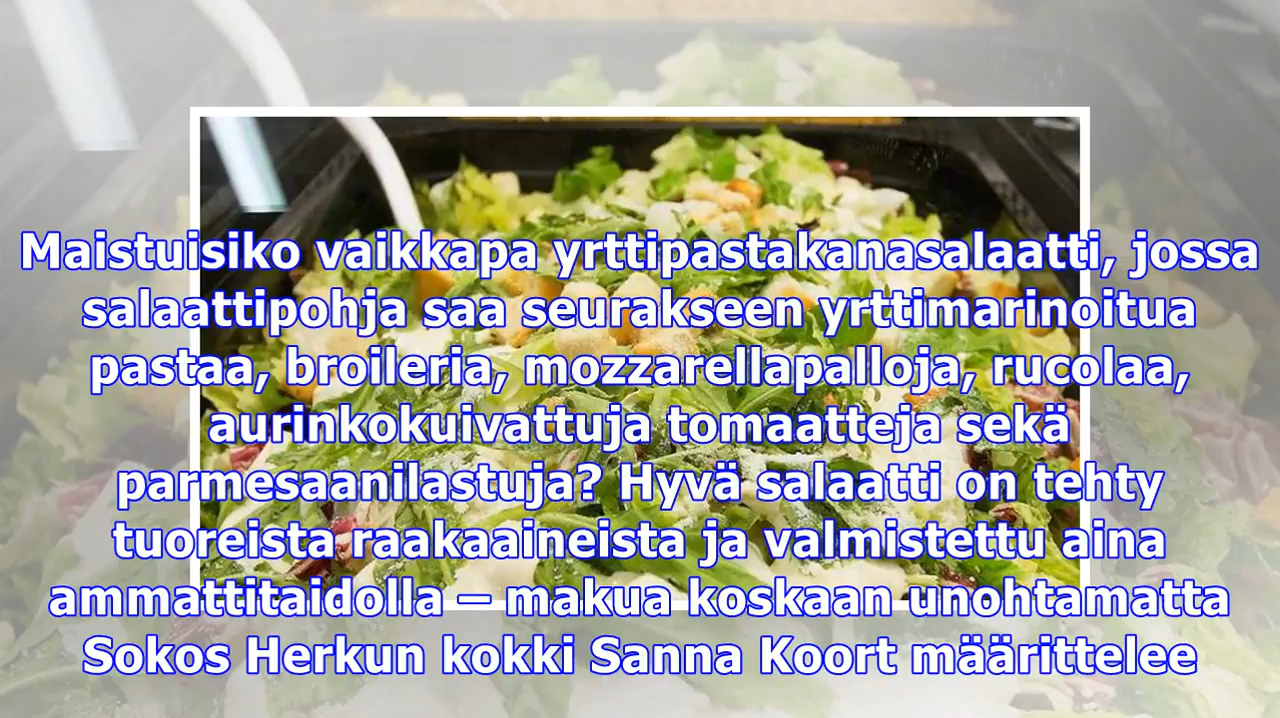 Maistuisiko vaikkapa yrttipastakanasalaatti, jossa
salaattipohja saa seurakseen yrttimarinoitua
pastaa, broileria, mozzarellapalloja, rucolaa,
aurinkokuivattuja tomaatteja sekä
parmesaanilastuja? Hyvä salaatti on tehty
tuoreista raakaaineista ja valmistettu aina
ammattitaidolla – makua koskaan unohtamatta
Sokos Herkun kokki Sanna Koort määrittelee